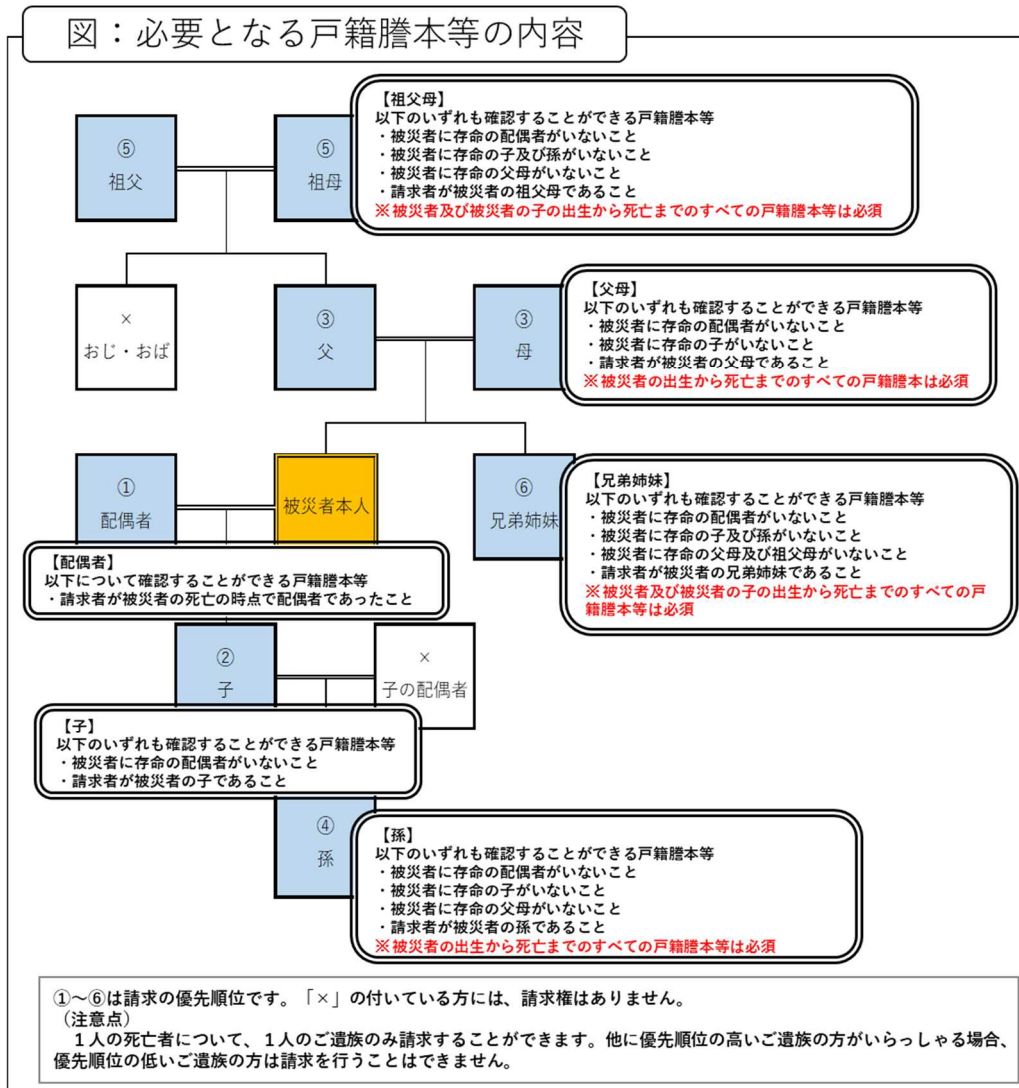 図：必要となる戸籍謄本等の内容
⑤
祖父
⑤
祖母
【祖父母】
以下のいずれも確認することができる戸籍謄本等
・被災者に存命の配偶者がいないこと
・被災者に存命の子及び孫がいないこと
・被災者に存命の父母がいないこと
・請求者が被災者の祖父母であること
※被災者及び被災者の子の出生から死亡までのすべての戸籍謄本等は必須
×
おじ・おば
③
父
③
母
【父母】
以下のいずれも確認することができる戸籍謄本等
・被災者に存命の配偶者がいないこと
・被災者に存命の子がいないこと
・請求者が被災者の父母であること
※被災者の出生から死亡までのすべての戸籍謄本は必須
①
配偶者
被災者本人
⑥
兄弟姉妹
【兄弟姉妹】
以下のいずれも確認することができる戸籍謄本等
・被災者に存命の配偶者がいないこと
・被災者に存命の子及び孫がいないこと
・被災者に存命の父母及び祖父母がいないこと
・請求者が被災者の兄弟姉妹であること
※被災者及び被災者の子の出生から死亡までのすべての戸
籍謄本等は必須
【配偶者】
以下について確認することができる戸籍謄本等
・請求者が被災者の死亡の時点で配偶者であったこと
②
子
×
子の配偶者
【子】
以下のいずれも確認することができる戸籍謄本等
・被災者に存命の配偶者がいないこと
・請求者が被災者の子であること
④
孫
【孫】
以下のいずれも確認することができる戸籍謄本等
・被災者に存命の配偶者がいないこと
・被災者に存命の子がいないこと
・被災者に存命の父母がいないこと
・請求者が被災者の孫であること
※被災者の出生から死亡までのすべての戸籍謄本等は必須
①～⑥は請求の優先順位です。「×」の付いている方には、請求権はありません。
（注意点）
１人の死亡者について、１人のご遺族のみ請求することができます。他に優先順位の高いご遺族の方がいらっしゃる場合、
優先順位の低いご遺族の方は請求を行うことはできません。